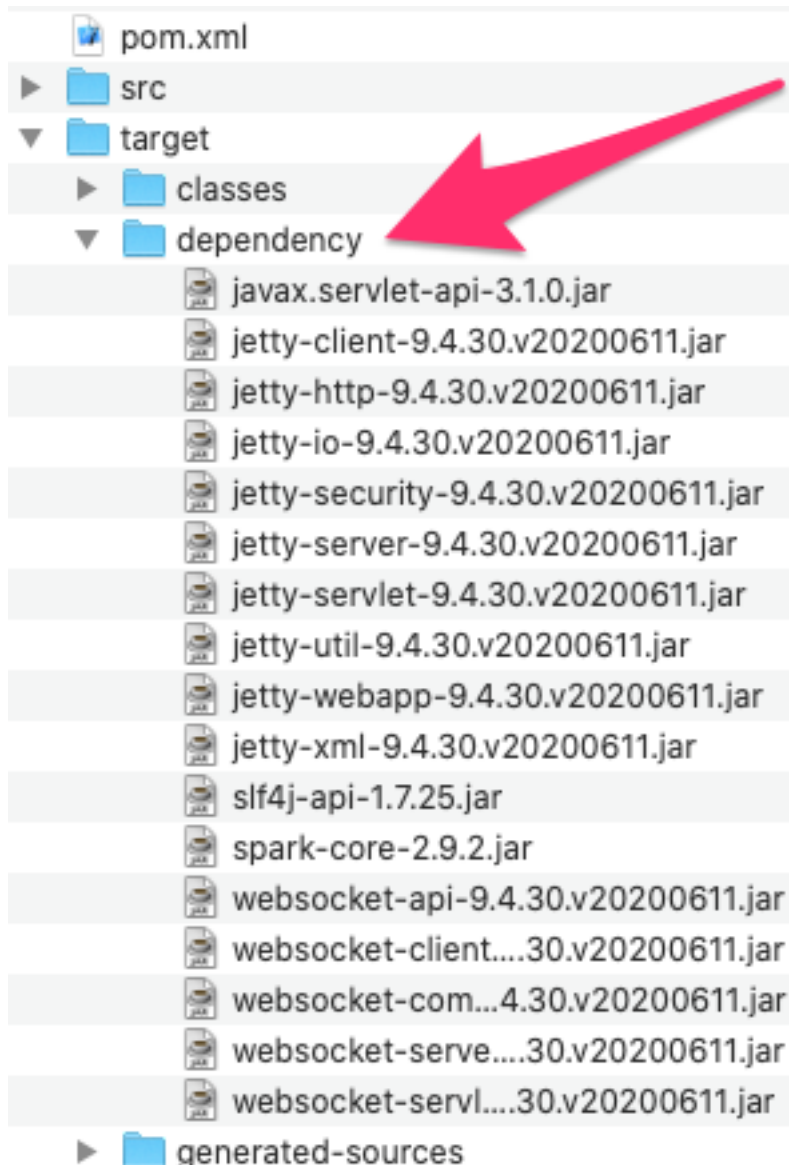 pom.xml
src
target
classes
dependency
javax.servlet-api-3.1.0.jar
jetty-client-9.4.30.v20200611.jar
jetty-http-9.4.30.v20200611.jar
jetty-io-9.4.30.v20200611.jar
jetty-security-9.4.30.v20200611.jar
jetty-server-9.4.30.v20200611.jar
jetty-servlet-9.4.30.v20200611.jar
jetty-util-9.4.30.v20200611.jar
jetty-webapp-9.4.30.v20200611.jar
jetty-xml-9.4.30.v20200611.jar
slf4j-api-1.7.25.jar
spark-core-2.9.2.jar
websocket-api-9.4.30.v20200611.jar
websocket-client....30.v20200611.jar
websocket-com...4.30.v20200611.jar
websocket-serve....30.v20200611.jar
websocket-servl....30.v20200611.jar
generated-sources